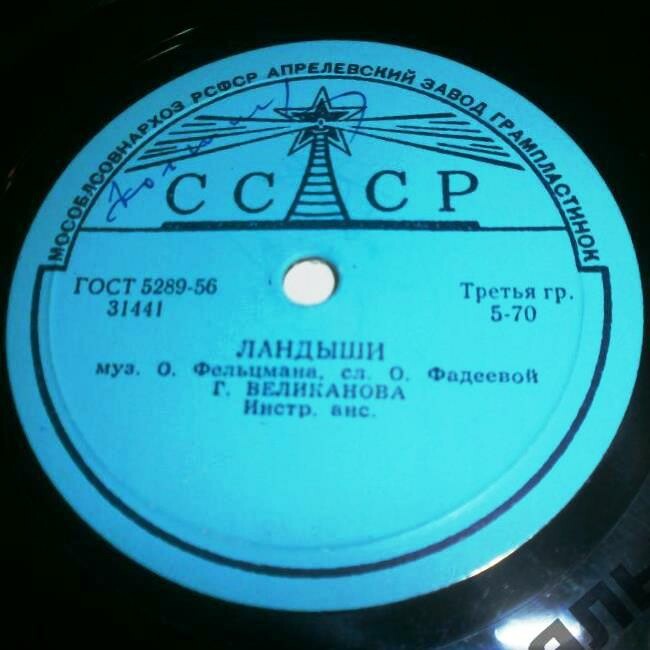 МОСОБЛСОВНАРХОЗ РСФСР АПРЕЛЕВСКИЙ ЗАВОД ГРАМПЛАСТИНОК
СССР
ГОСТ 5289-56
31441
Третья гр.
5-70
ЛАНДЫШИ
муз. О. Фельцмана, сл. О. Фадеевой
Г. ВЕЛИКАНОВА
Инстр. анс.